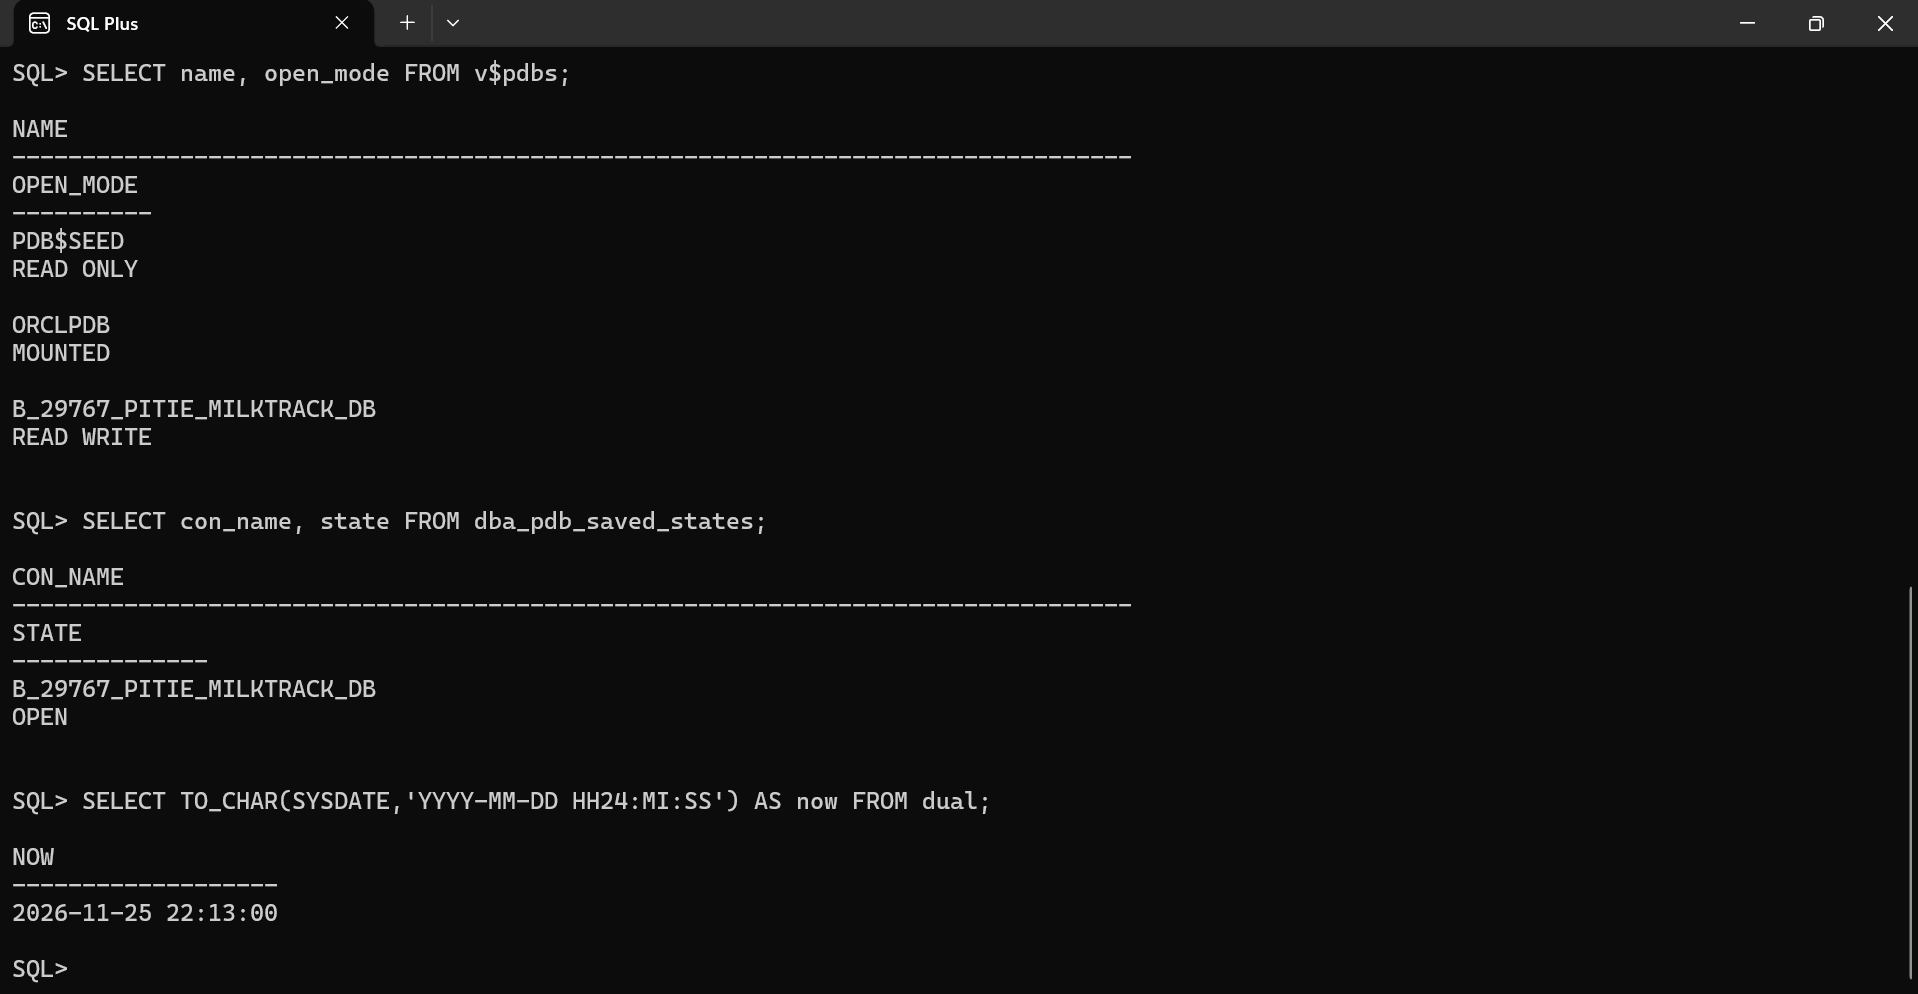 SQL Plus
SQL> SELECT name, open_mode FROM v$pdbs;
NAME
--------------------------------------------------------------------------------
OPEN_MODE
----------
PDB$SEED
READ ONLY
ORCLPDB
MOUNTED
B_29767_PITIE_MILKTRACK_DB
READ WRITE
SQL> SELECT con_name, state FROM dba_pdb_saved_states;
CON_NAME
--------------------------------------------------------------------------------
STATE
--------------
B_29767_PITIE_MILKTRACK_DB
OPEN
SQL> SELECT TO_CHAR(SYSDATE,'YYYY-MM-DD HH24:MI:SS') AS now FROM dual;
NOW
-------------------
2026-11-25 22:13:00
SQL>